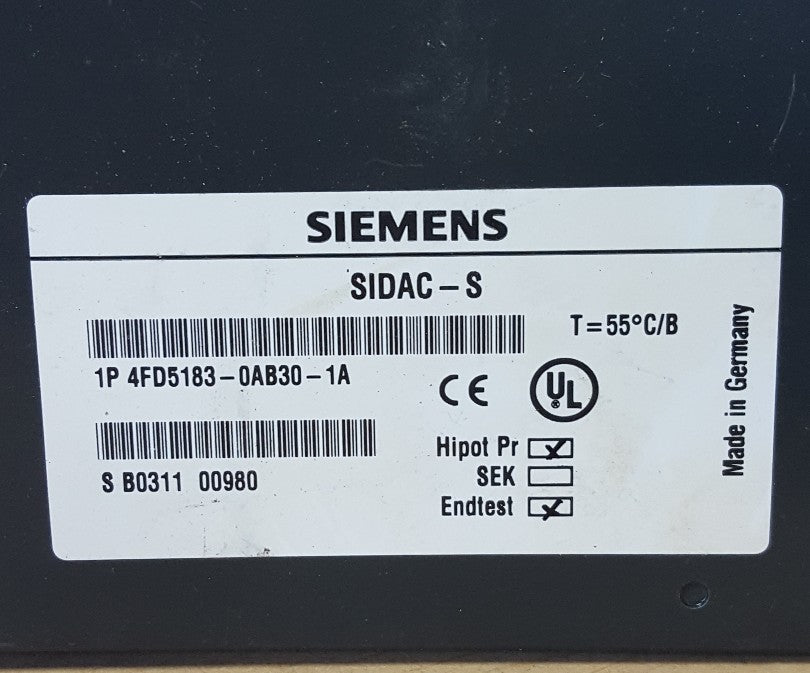 SIEMENS
SIDAC-S
T=55°C/B
1P 4FD5183-0AB30-1A
CE
UL
Hipot Pr
S B0311 00980
SEK
Endtest
Made in Germany